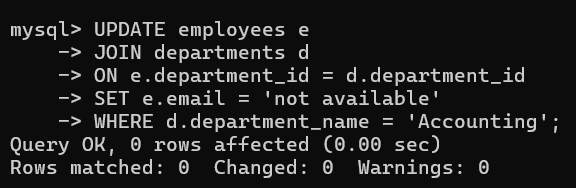 mysql> UPDATE employees e
    -> JOIN departments d
    -> ON e.department_id = d.department_id
    -> SET e.email = 'not available'
    -> WHERE d.department_name = 'Accounting';
Query OK, 0 rows affected (0.00 sec)
Rows matched: 0  Changed: 0  Warnings: 0